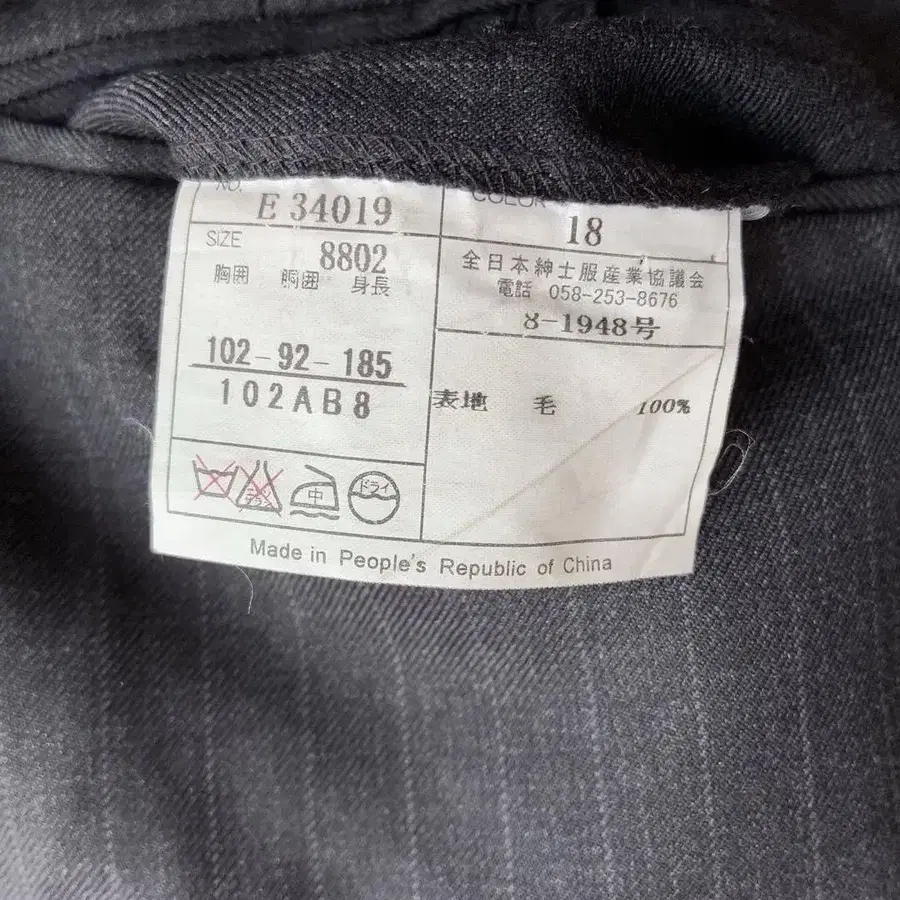 NO.
E 34019
COLOR
18
SIZE
8802
胸囲 胴囲 身長
102-92-185
102AB8
全日本紳士服産業協議会
電話 058-253-8676
8-1948号
表地 毛 100%
中
ドライ
Made in People's Republic of China